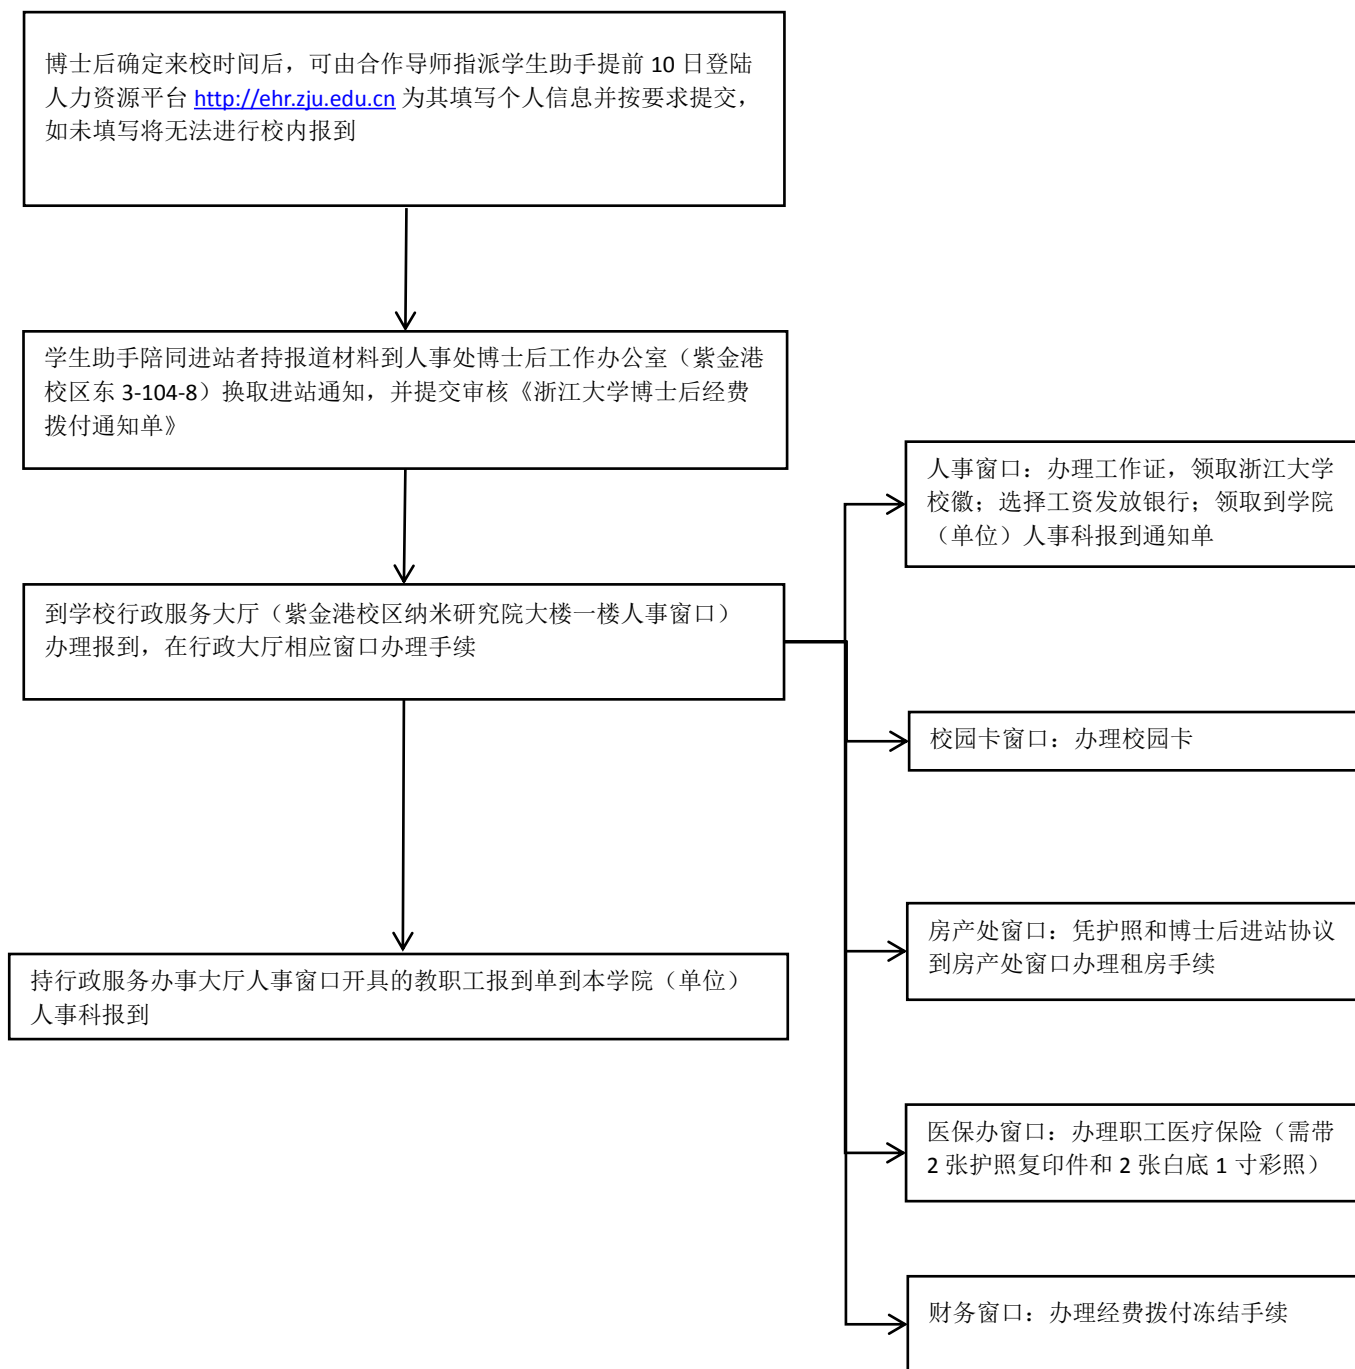 博士后确定来校时间后，可由合作导师指派学生助手提前 10 日登陆
人力资源平台 http://ehr.zju.edu.cn 为其填写个人信息并按要求提交，
如未填写将无法进行校内报到
学生助手陪同进站者持报道材料到人事处博士后工作办公室（紫金港
校区东 3-104-8）换取进站通知，并提交审核《浙江大学博士后经费
拨付通知单》
到学校行政服务大厅（紫金港校区纳米研究院大楼一楼人事窗口）
办理报到，在行政大厅相应窗口办理手续
持行政服务办事大厅人事窗口开具的教职工报到单到本学院（单位）
人事科报到
人事窗口：办理工作证，领取浙江大学
校徽；选择工资发放银行；领取到学院
（单位）人事科报到通知单
校园卡窗口：办理校园卡
房产处窗口：凭护照和博士后进站协议
到房产处窗口办理租房手续
医保办窗口：办理职工医疗保险（需带
2 张护照复印件和 2 张白底 1 寸彩照）
财务窗口：办理经费拨付冻结手续